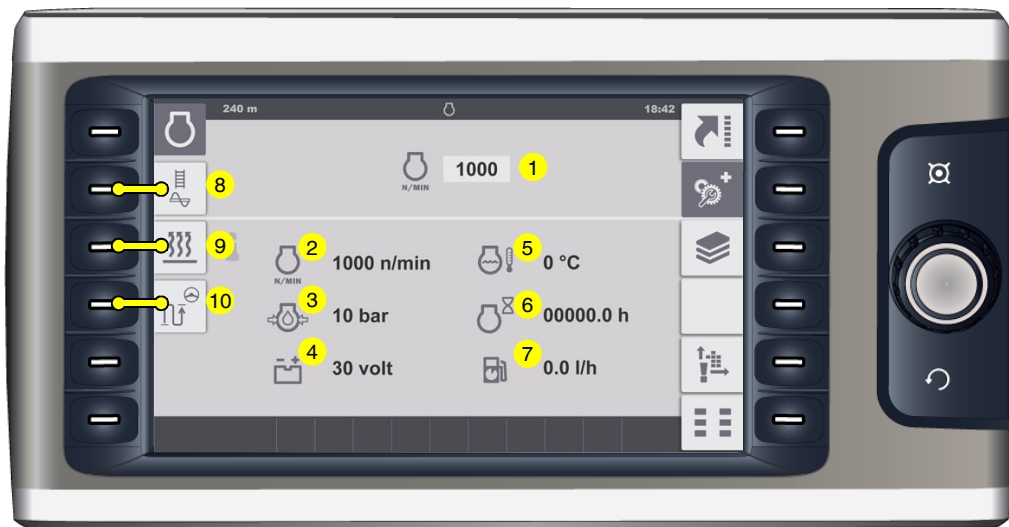 240 m 18:42
N/MIN 1000 1
8
9
10
2 1000 n/min 5 0 °C
N/MIN
3 10 bar 6 00000.0 h
4 30 volt 7 0.0 l/h